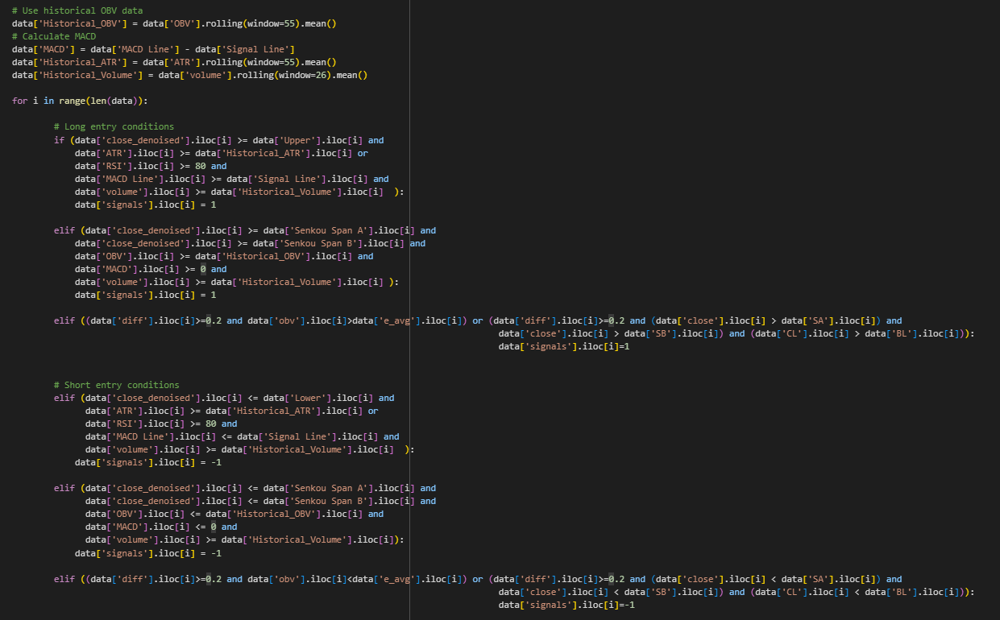 # Use historical OBV data
data['Historical_OBV'] = data['OBV'].rolling(window=55).mean()
# Calculate MACD
data['MACD'] = data['MACD Line'] - data['Signal Line']
data['Historical_ATR'] = data['ATR'].rolling(window=55).mean()
data['Historical_Volume'] = data['volume'].rolling(window=26).mean()
for i in range(len(data)):
# Long entry conditions
if (data['close_denoised'].iloc[i] >= data['Upper'].iloc[i] and
data['ATR'].iloc[i] >= data['Historical_ATR'].iloc[i] or
data['RSI'].iloc[i] >= 80 and
data['MACD Line'].iloc[i] >= data['Signal Line'].iloc[i] and
data['volume'].iloc[i] >= data['Historical_Volume'].iloc[i]  ):
data['signals'].iloc[i] = 1
elif (data['close_denoised'].iloc[i] >= data['Senkou Span A'].iloc[i] and
data['close_denoised'].iloc[i] >= data['Senkou Span B'].iloc[i] and
data['OBV'].iloc[i] >= data['Historical_OBV'].iloc[i] and
data['MACD'].iloc[i] >= 0 and
data['volume'].iloc[i] >= data['Historical_Volume'].iloc[i] ):
data['signals'].iloc[i] = 1
elif ((data['diff'].iloc[i]>=0.2 and data['obv'].iloc[i]>data['e_avg'].iloc[i]) or (data['diff'].iloc[i]>=0.2 and (data['close'].iloc[i] > data['SA'].iloc[i]) and
data['close'].iloc[i] > data['SB'].iloc[i]) and (data['CL'].iloc[i] > data['BL'].iloc[i])):
data['signals'].iloc[i]=1
# Short entry conditions
elif (data['close_denoised'].iloc[i] <= data['Lower'].iloc[i] and
data['ATR'].iloc[i] >= data['Historical_ATR'].iloc[i] or
data['RSI'].iloc[i] >= 80 and
data['MACD Line'].iloc[i] <= data['Signal Line'].iloc[i] and
data['volume'].iloc[i] >= data['Historical_Volume'].iloc[i]  ):
data['signals'].iloc[i] = -1
elif (data['close_denoised'].iloc[i] <= data['Senkou Span A'].iloc[i] and
data['close_denoised'].iloc[i] <= data['Senkou Span B'].iloc[i] and
data['OBV'].iloc[i] <= data['Historical_OBV'].iloc[i] and
data['MACD'].iloc[i] <= 0 and
data['volume'].iloc[i] >= data['Historical_Volume'].iloc[i]):
data['signals'].iloc[i] = -1
elif ((data['diff'].iloc[i]>=0.2 and data['obv'].iloc[i]<data['e_avg'].iloc[i]) or (data['diff'].iloc[i]>=0.2 and (data['close'].iloc[i] < data['SA'].iloc[i]) and
data['close'].iloc[i] < data['SB'].iloc[i]) and (data['CL'].iloc[i] < data['BL'].iloc[i])):
data['signals'].iloc[i]=-1